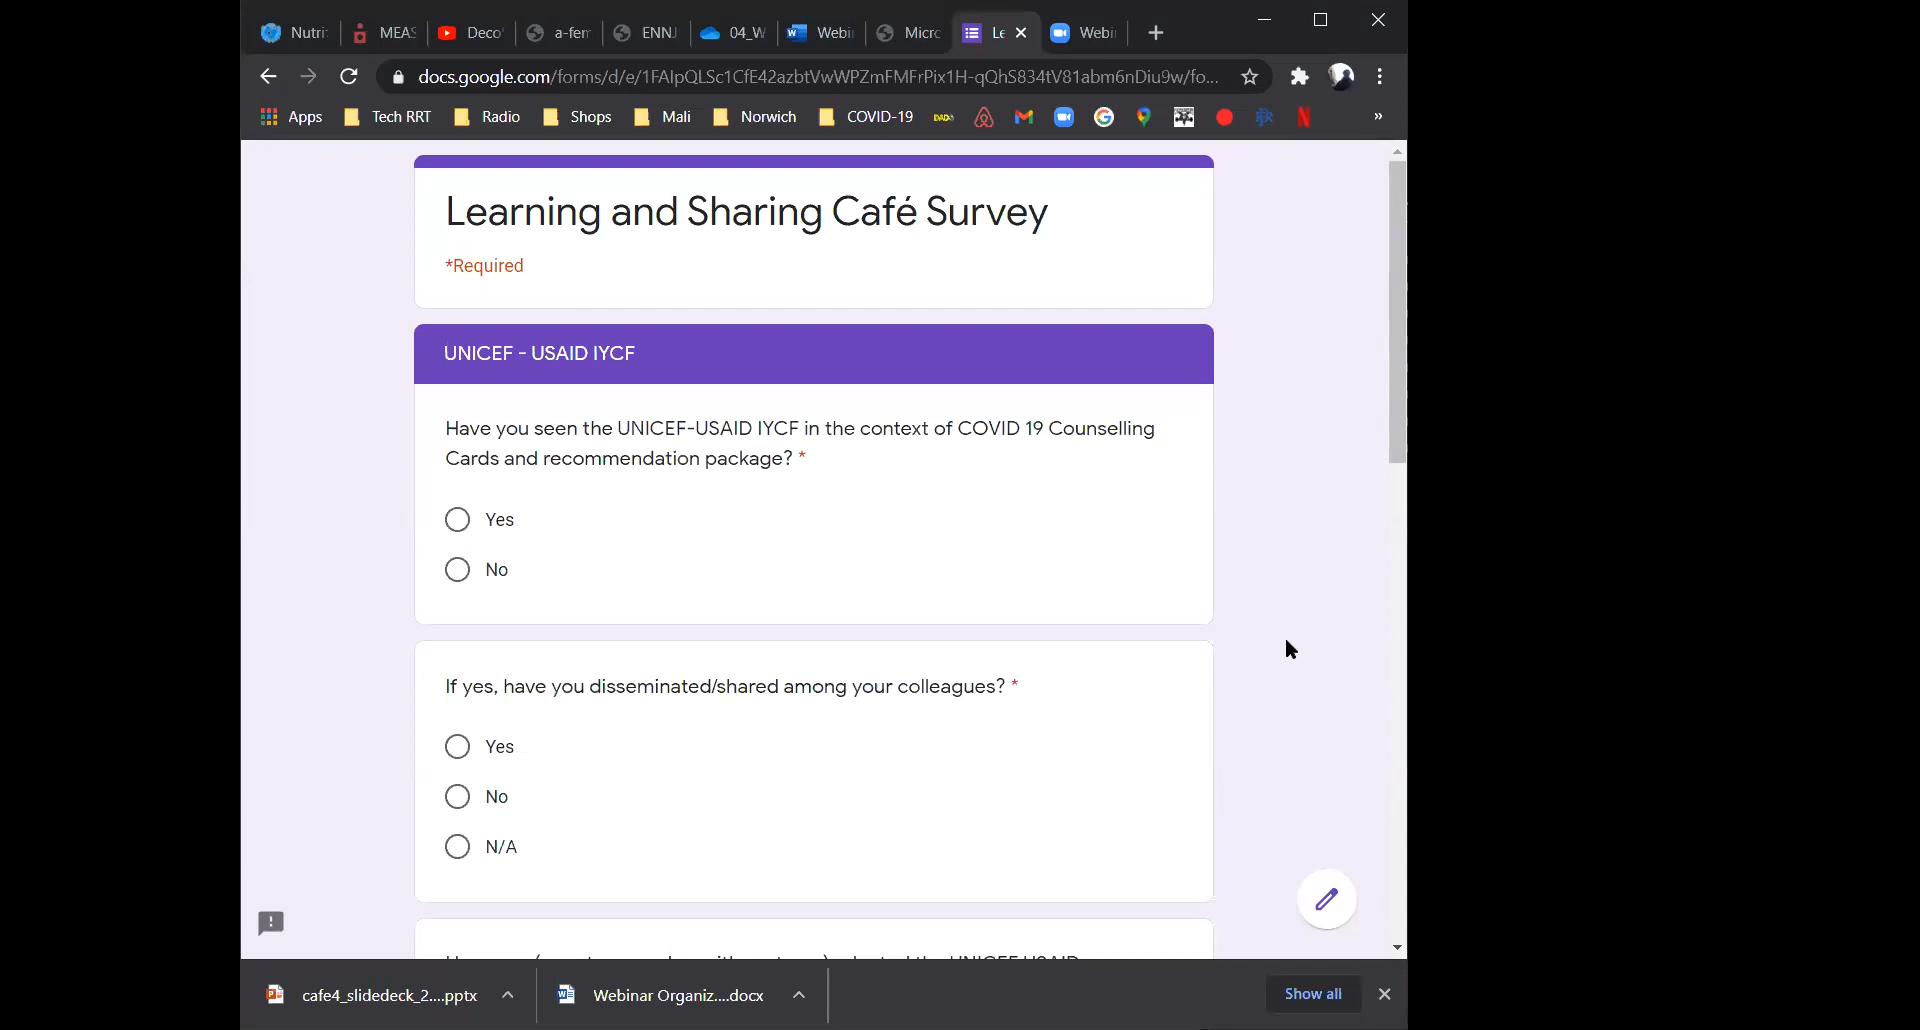 Nutri
MEAS
Deco
a-fem
ENNJ
04_W
Webi
Micro
Le
Webi
docs.google.com/forms/d/e/1FAIpQLSc1CfE42azbtVwWPZmFMFrPix1H-qQhS834tV81abm6nDiu9w/fo...
Apps
Tech RRT
Radio
Shops
Mali
Norwich
COVID-19
Learning and Sharing Café Survey
*Required
UNICEF - USAID IYCF
Have you seen the UNICEF-USAID IYCF in the context of COVID 19 Counselling
Cards and recommendation package? *
Yes
No
If yes, have you disseminated/shared among your colleagues? *
Yes
No
N/A
cafe4_slidedeck_2....pptx
Webinar Organiz....docx
Show all